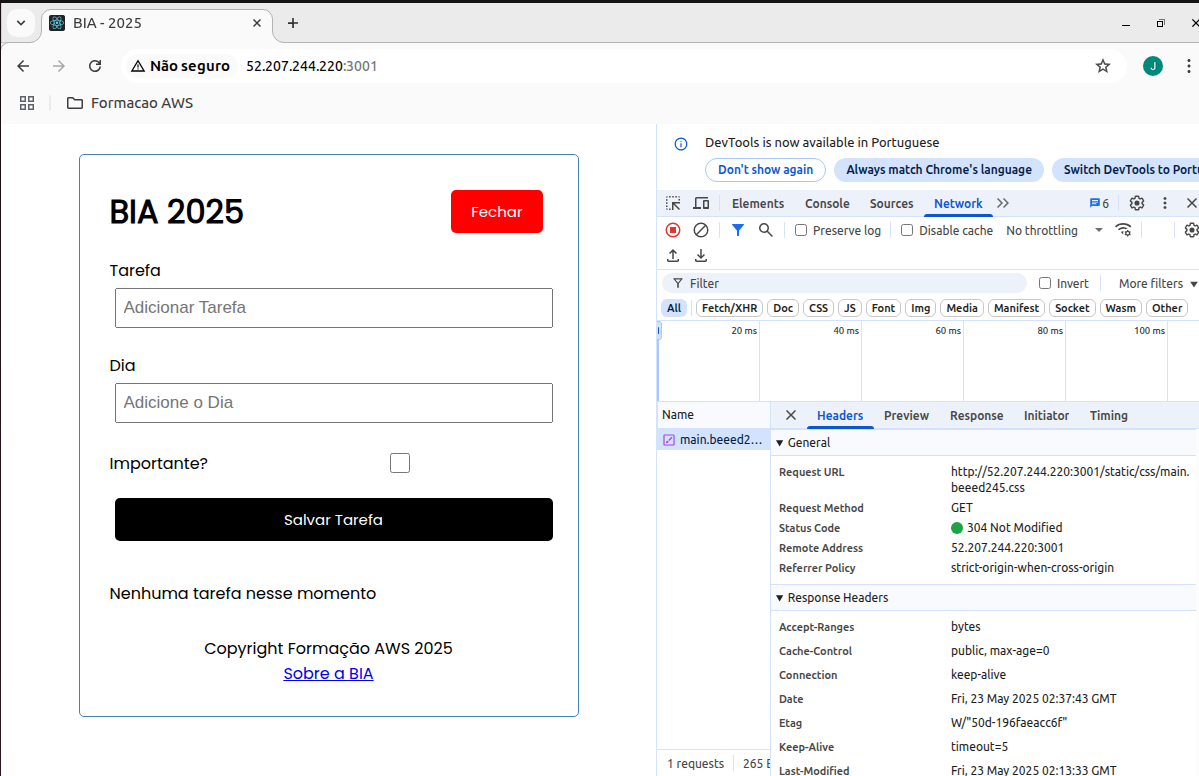 BIA - 2025
Não seguro 52.207.244.220:3001
J
Formacao AWS
BIA 2025
Fechar
Tarefa
Adicionar Tarefa
Dia
Adicione o Dia
Importante?
Salvar Tarefa
Nenhuma tarefa nesse momento
Copyright Formação AWS 2025
Sobre a BIA
DevTools is now available in Portuguese
Don't show again Always match Chrome's language Switch DevTools to Portu
Elements Console Sources Network 6
Preserve log Disable cache No throttling
Filter Invert More filters
All Fetch/XHR Doc CSS JS Font Img Media Manifest Socket Wasm Other
20 ms 40 ms 60 ms 80 ms 100 ms
Name
main.beeed2...
Headers Preview Response Initiator Timing
General
Request URL http://52.207.244.220:3001/static/css/main.
beeed245.css
Request Method GET
Status Code 304 Not Modified
Remote Address 52.207.244.220:3001
Referrer Policy strict-origin-when-cross-origin
Response Headers
Accept-Ranges bytes
Cache-Control public, max-age=0
Connection keep-alive
Date Fri, 23 May 2025 02:37:43 GMT
Etag W/"50d-196faeacc6f"
Keep-Alive timeout=5
Last-Modified Fri, 23 May 2025 02:13:33 GMT
1 requests 265